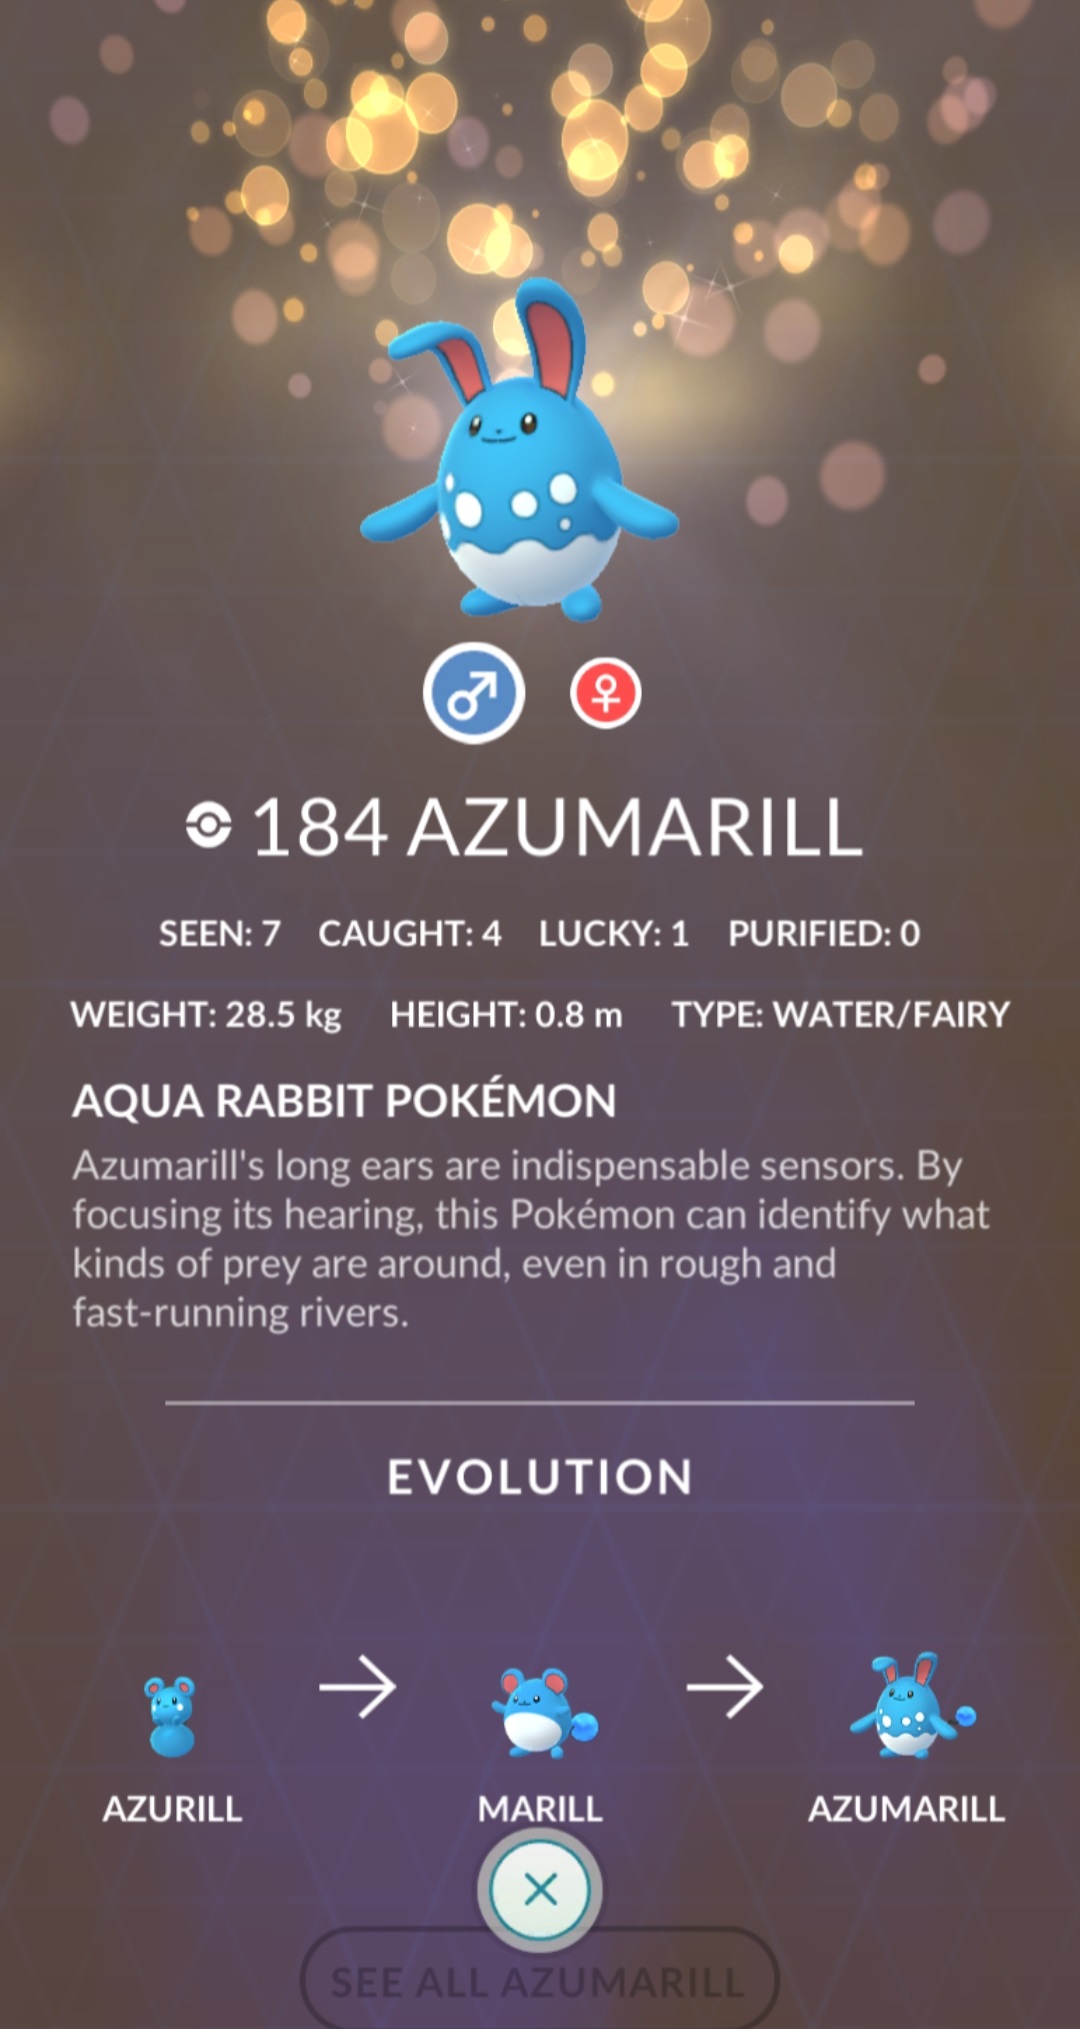 184 AZUMARILL
SEEN: 7 CAUGHT: 4 LUCKY: 1 PURIFIED: 0
WEIGHT: 28.5 kg HEIGHT: 0.8 m TYPE: WATER/FAIRY
AQUA RABBIT POKÉMON
Azumarill's long ears are indispensable sensors. By
focusing its hearing, this Pokémon can identify what
kinds of prey are around, even in rough and
fast-running rivers.
EVOLUTION
AZURILL MARILL AZUMARILL
SEE ALL AZUMARILL